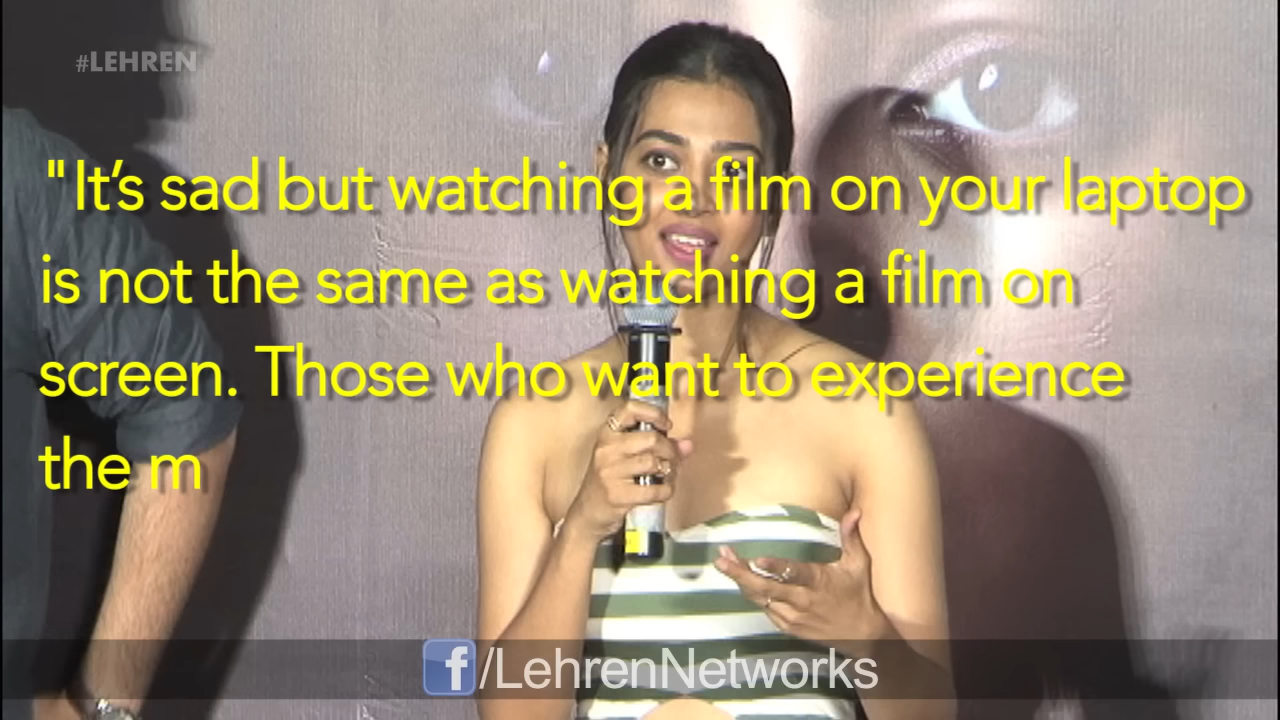 #LEHREN
"It’s sad but watching a film on your laptop
is not the same as watching a film on
screen. Those who want to experience
the m
f/LehrenNetworks